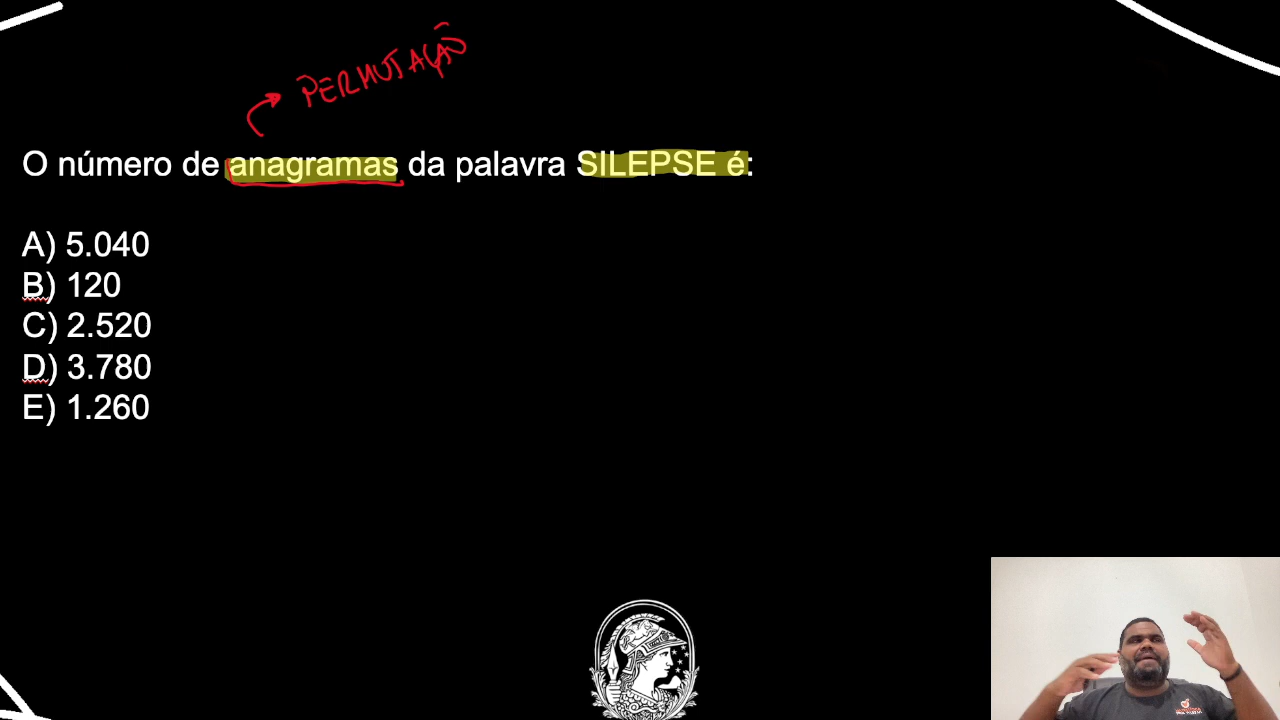 PERMUTAÇÃO
O número de anagramas da palavra SILEPSE é:
A) 5.040
B) 120
C) 2.520
D) 3.780
E) 1.260